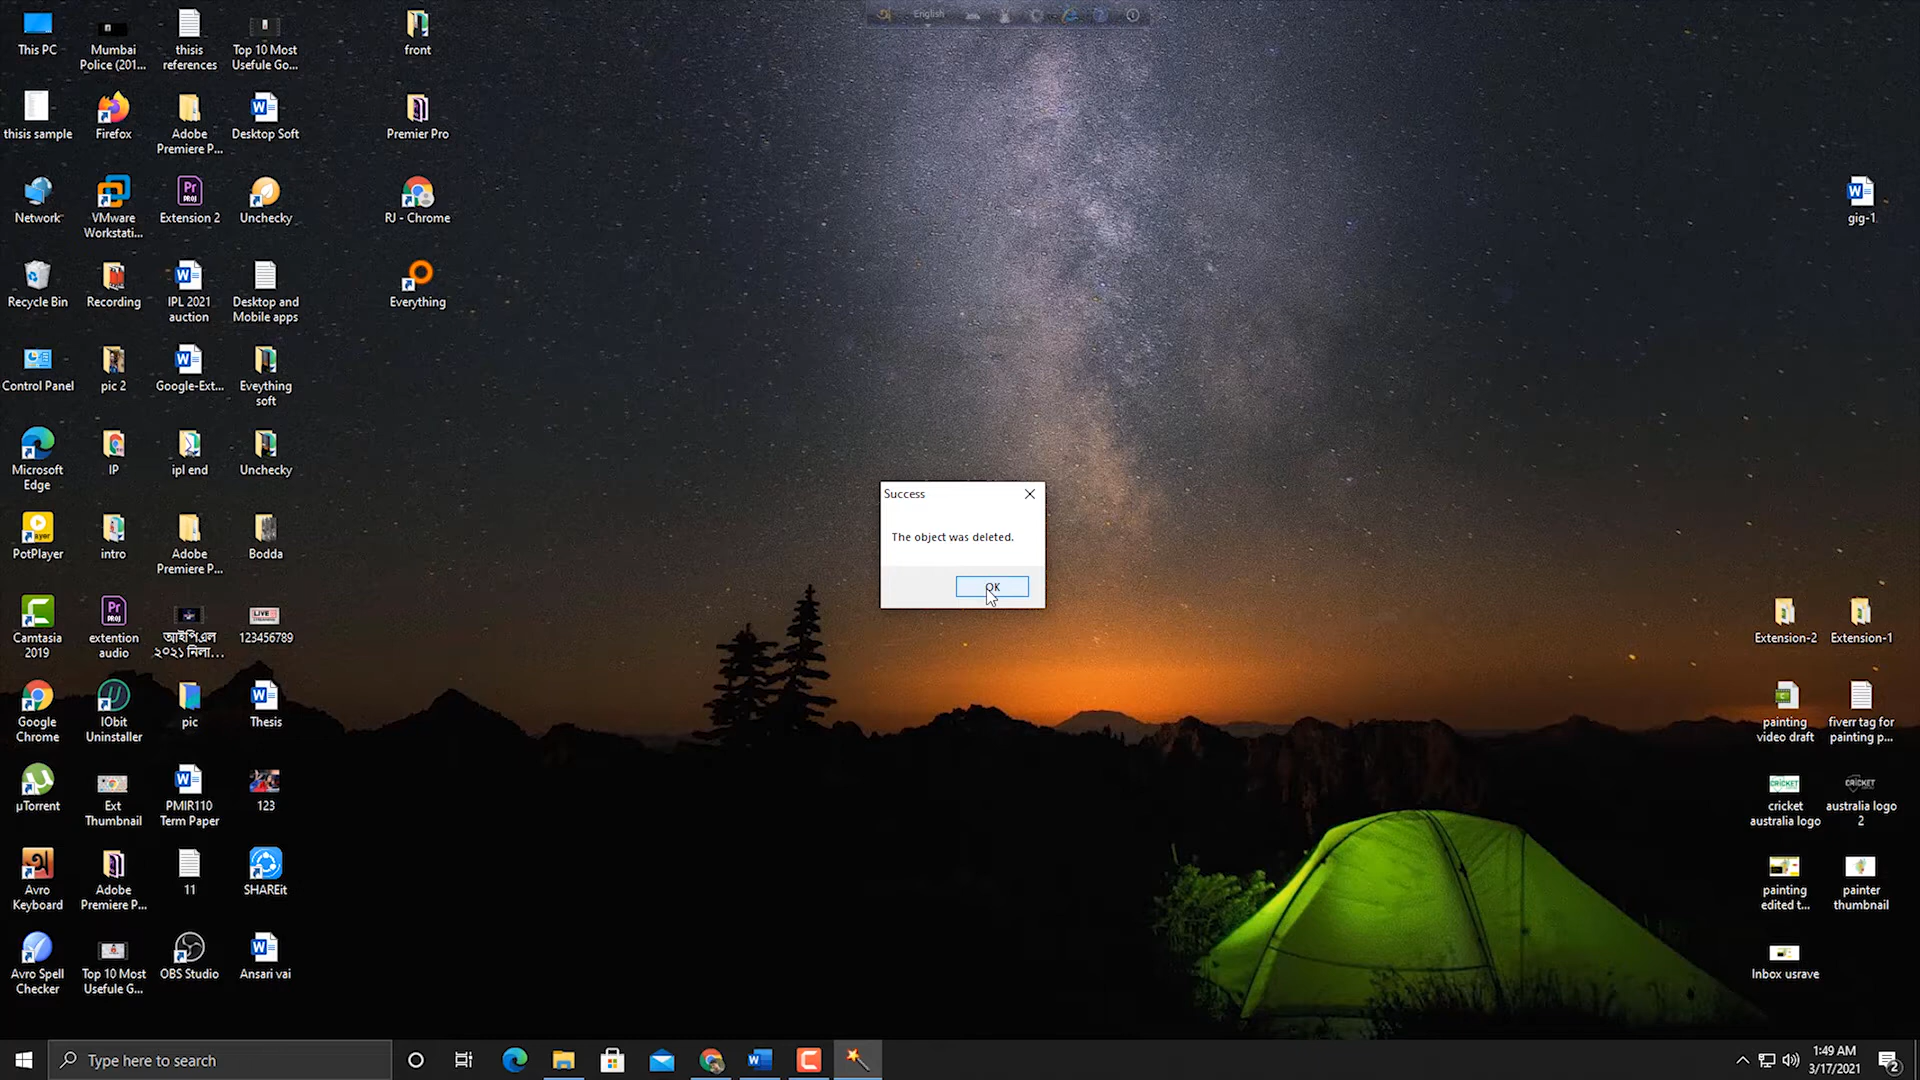 English
This PC
Mumbai
Police (201...
thisis
references
Top 10 Most
Usefule Go...
front
thisis sample
Firefox
Adobe
Premiere P...
Desktop Soft
Premier Pro
Network
VMware
Workstati...
Extension 2
Unchecky
RJ - Chrome
gig-1
Recycle Bin
Recording
IPL 2021
auction
Desktop and
Mobile apps
Everything
Control Panel
pic 2
Google-Ext...
Eveything
soft
Microsoft
Edge
IP
ipl end
Unchecky
Success
The object was deleted.
OK
PotPlayer
intro
Adobe
Premiere P...
Bodda
Camtasia
2019
extention
audio
আইপিএল
২০২১ নিলা...
LIVE
123456789
Extension-2
Extension-1
Google
Chrome
IObit
Uninstaller
pic
Thesis
painting
video draft
fiverr tag for
painting p...
µTorrent
Ext
Thumbnail
PMIR110
Term Paper
123
CRICKET
cricket
australia logo
australia logo
2
Avro
Keyboard
Adobe
Premiere P...
11
SHAREit
painting
edited t...
painter
thumbnail
Avro Spell
Checker
Top 10 Most
Usefule G...
OBS Studio
Ansari vai
Inbox usrave
Type here to search
1:49 AM
3/17/2021
2